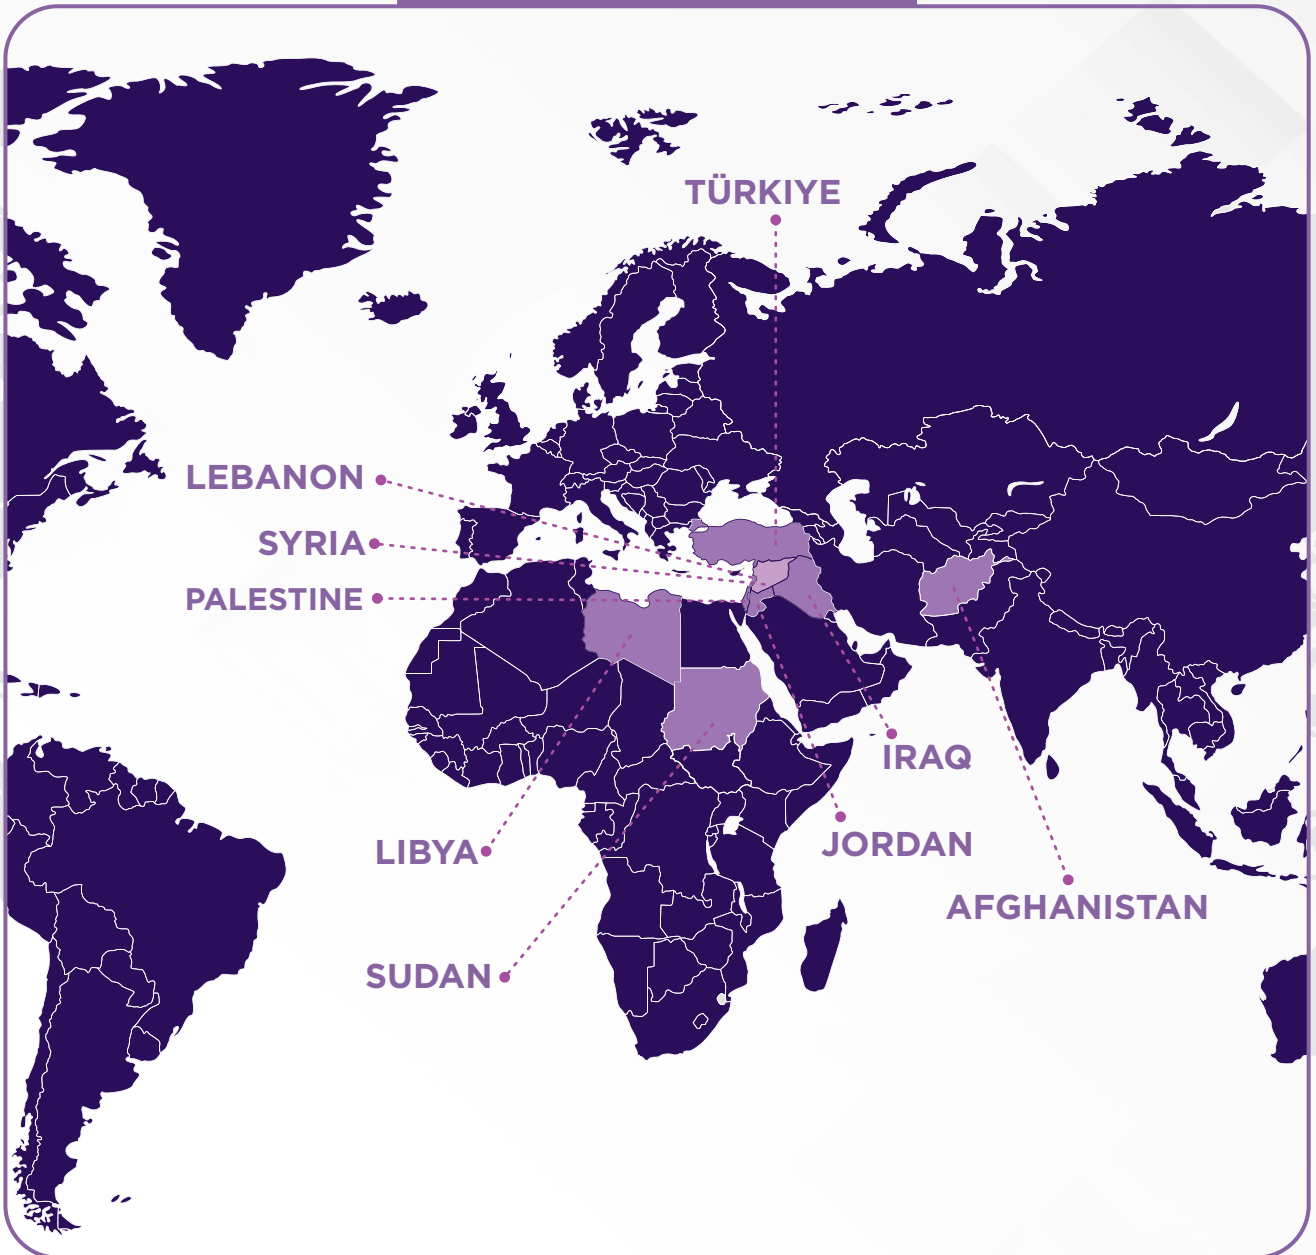 TÜRKIYE
LEBANON
SYRIA
PALESTINE
IRAQ
LIBYA
JORDAN
AFGHANISTAN
SUDAN